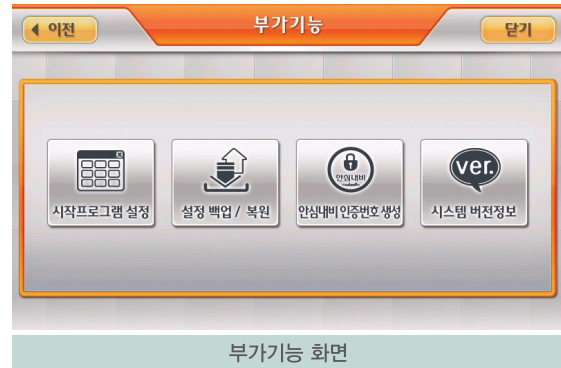 이전
부가기능
닫기
안심내비
ver.
시작프로그램 설정
설정 백업 / 복원
안심내비인증번호생성
시스템 버전정보
부가기능 화면